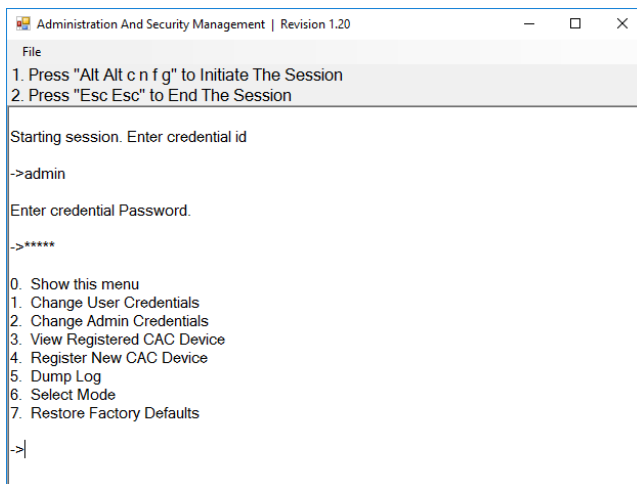 Administration And Security Management | Revision 1.20
File
1. Press "Alt Alt c n f g" to Initiate The Session
2. Press "Esc Esc" to End The Session
Starting session. Enter credential id
->admin
Enter credential Password.
->*****
0. Show this menu
1. Change User Credentials
2. Change Admin Credentials
3. View Registered CAC Device
4. Register New CAC Device
5. Dump Log
6. Select Mode
7. Restore Factory Defaults
->